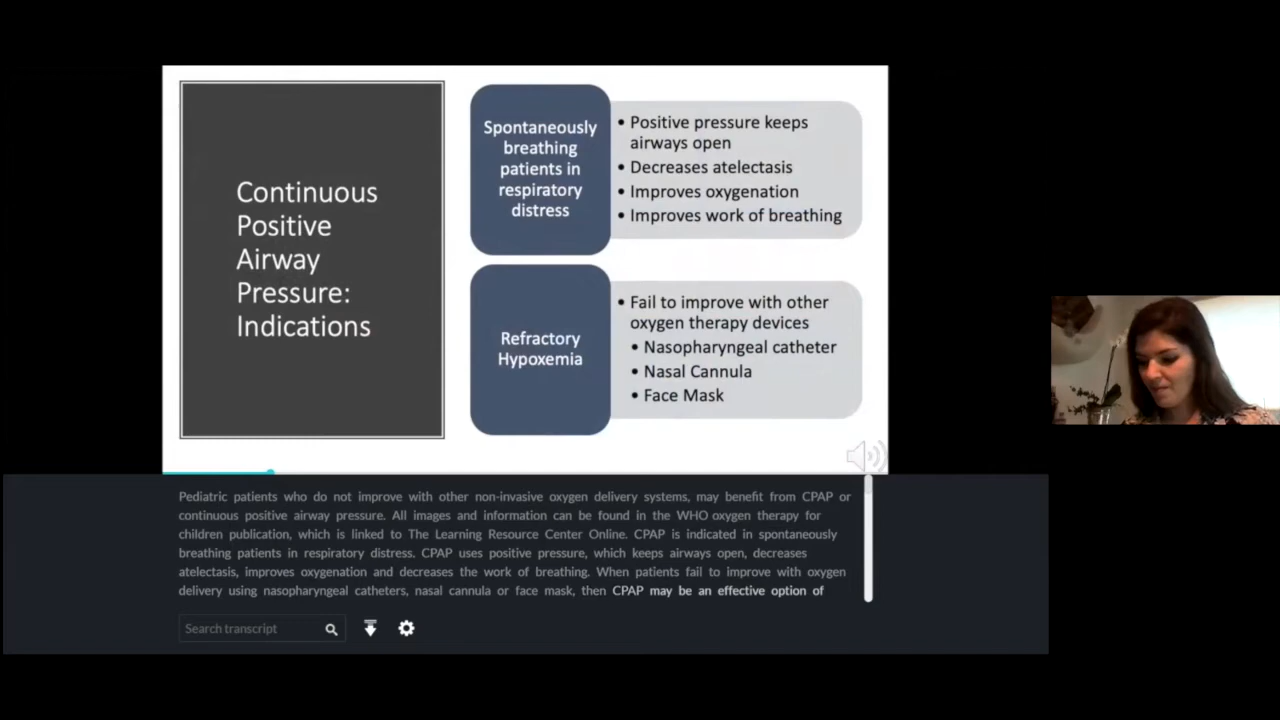 Continuous
Positive
Airway
Pressure:
Indications
Spontaneously
breathing
patients in
respiratory
distress
• Positive pressure keeps
airways open
• Decreases atelectasis
• Improves oxygenation
• Improves work of breathing
Refractory
Hypoxemia
• Fail to improve with other
oxygen therapy devices
• Nasopharyngeal catheter
• Nasal Cannula
• Face Mask
Pediatric patients who do not improve with other non-invasive oxygen delivery systems, may benefit from CPAP or
continuous positive airway pressure. All images and information can be found in the WHO oxygen therapy for
children publication, which is linked to The Learning Resource Center Online. CPAP is indicated in spontaneously
breathing patients in respiratory distress. CPAP uses positive pressure, which keeps airways open, decreases
atelectasis, improves oxygenation and decreases the work of breathing. When patients fail to improve with oxygen
delivery using nasopharyngeal catheters, nasal cannula or face mask, then CPAP may be an effective option of
Search transcript